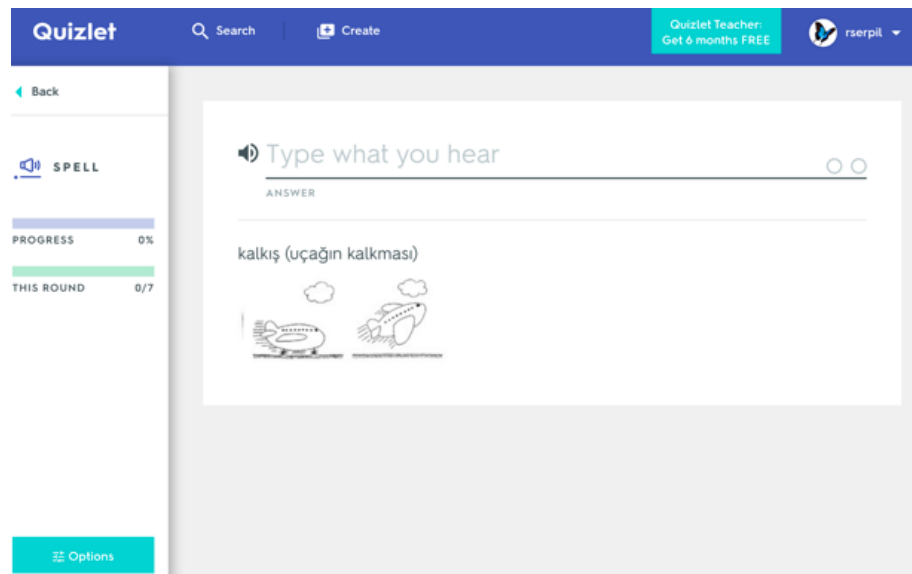 Quizlet
Search
Create
Quizlet Teacher:
Get 6 months FREE
rserpil
Back
SPELL
PROGRESS 0%
THIS ROUND 0/7
Options
Type what you hear
ANSWER
kalkış (uçağın kalkması)